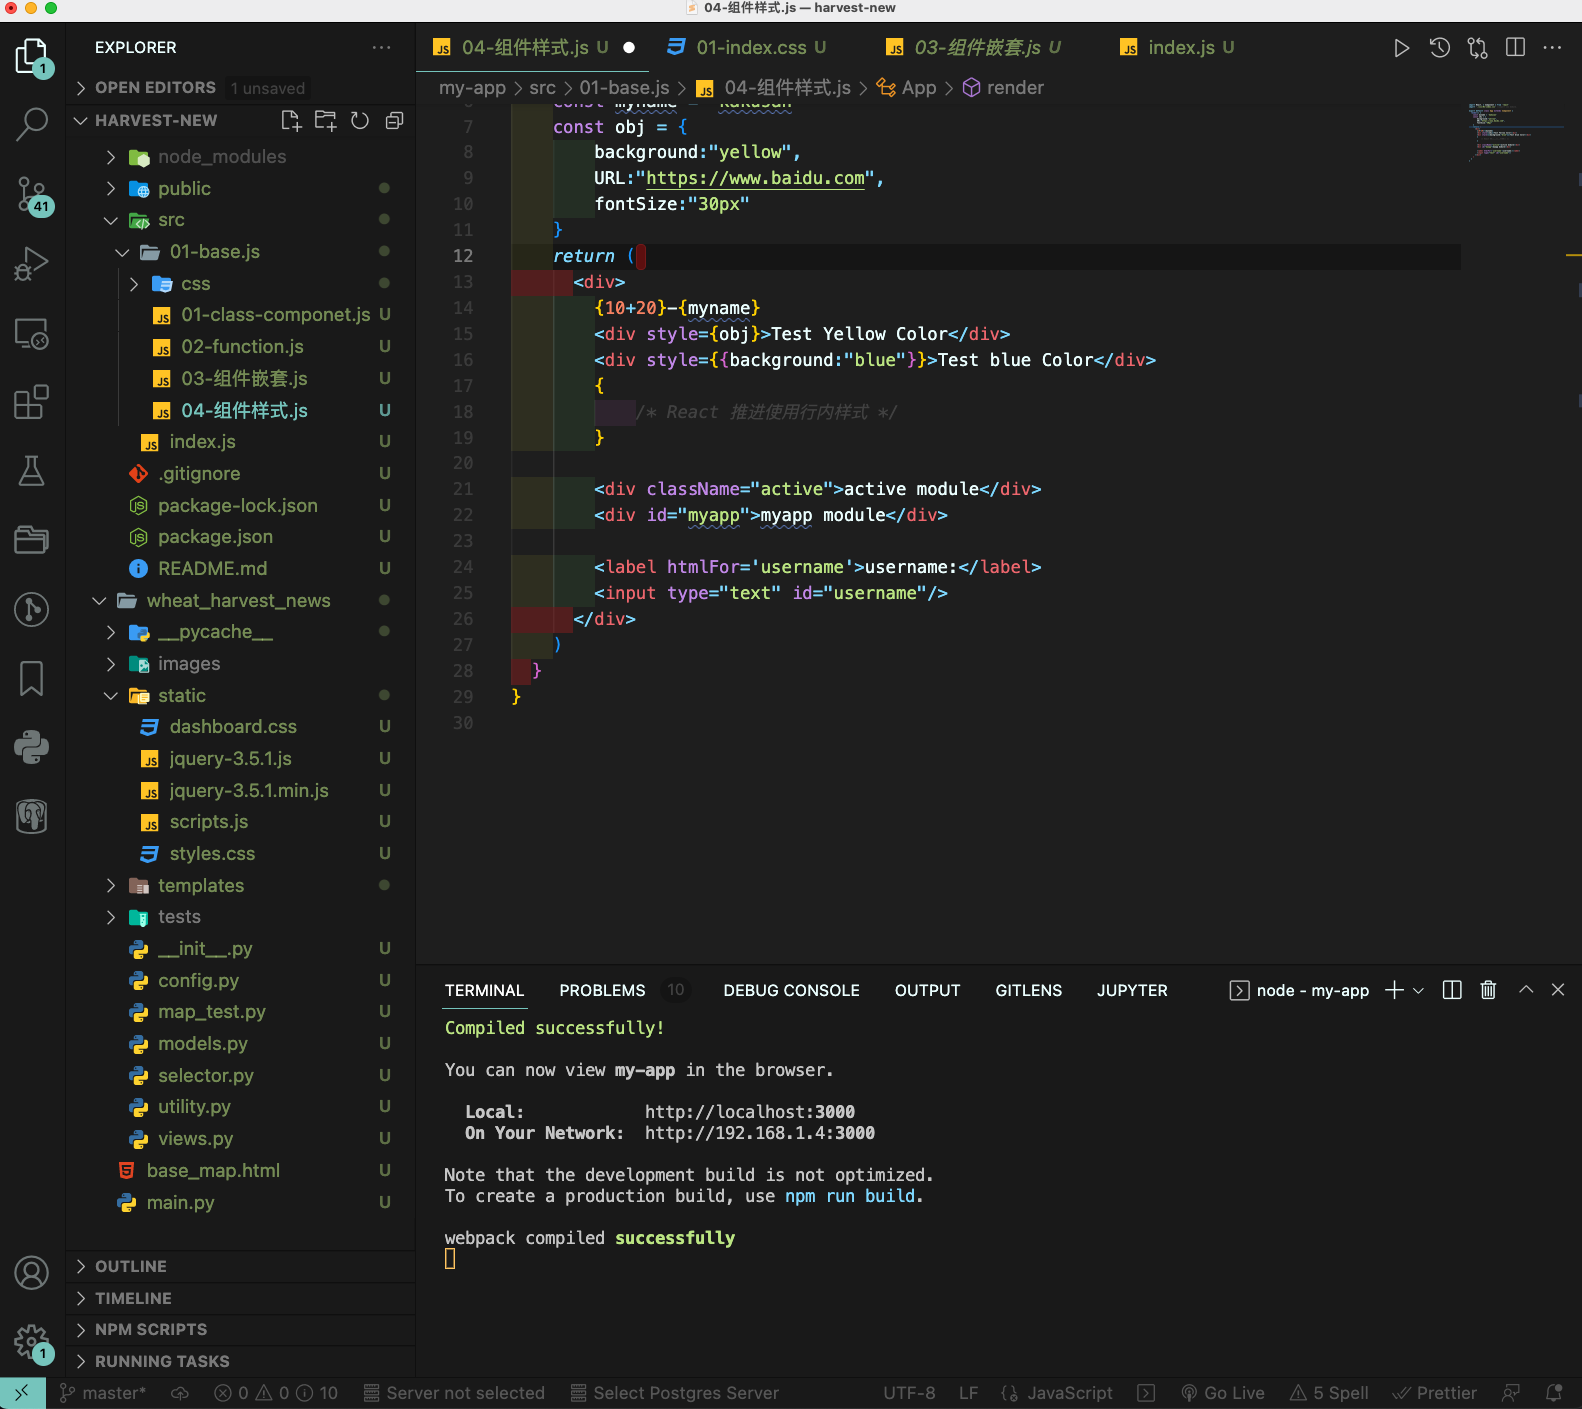 04-组件样式.js — harvest-new
EXPLORER
OPEN EDITORS 1 unsaved
HARVEST-NEW
node_modules
public
src
01-base.js
css
01-class-componet.js U
02-function.js U
03-组件嵌套.js U
04-组件样式.js U
index.js U
.gitignore U
package-lock.json U
package.json U
README.md U
wheat_harvest_news
__pycache__
images
static
dashboard.css U
jquery-3.5.1.js U
jquery-3.5.1.min.js U
scripts.js U
styles.css U
templates
tests
__init__.py U
config.py U
map_test.py U
models.py U
selector.py U
utility.py U
views.py U
base_map.html U
main.py U
OUTLINE
TIMELINE
NPM SCRIPTS
RUNNING TASKS
1
41
1
04-组件样式.js U
01-index.css U
03-组件嵌套.js U
index.js U
my-app > src > 01-base.js > 04-组件样式.js > App > render
7 const obj = {
8 background:"yellow",
9 URL:"https://www.baidu.com",
10 fontSize:"30px"
11 }
12 return (
13 <div>
14 {10+20}-{myname}
15 <div style={obj}>Test Yellow Color</div>
16 <div style={{background:"blue"}}>Test blue Color</div>
17 {
18 /* React 推进使用行内样式 */
19 }
20
21 <div className="active">active module</div>
22 <div id="myapp">myapp module</div>
23
24 <label htmlFor='username'>username:</label>
25 <input type="text" id="username"/>
26 </div>
27 )
28 }
29 }
30
TERMINAL PROBLEMS 10 DEBUG CONSOLE OUTPUT GITLENS JUPYTER node - my-app
Compiled successfully!
You can now view my-app in the browser.
Local: http://localhost:3000
On Your Network: http://192.168.1.4:3000
Note that the development build is not optimized.
To create a production build, use npm run build.
webpack compiled successfully
master* 0 0 10 Server not selected Select Postgres Server UTF-8 LF JavaScript Go Live 5 Spell Prettier